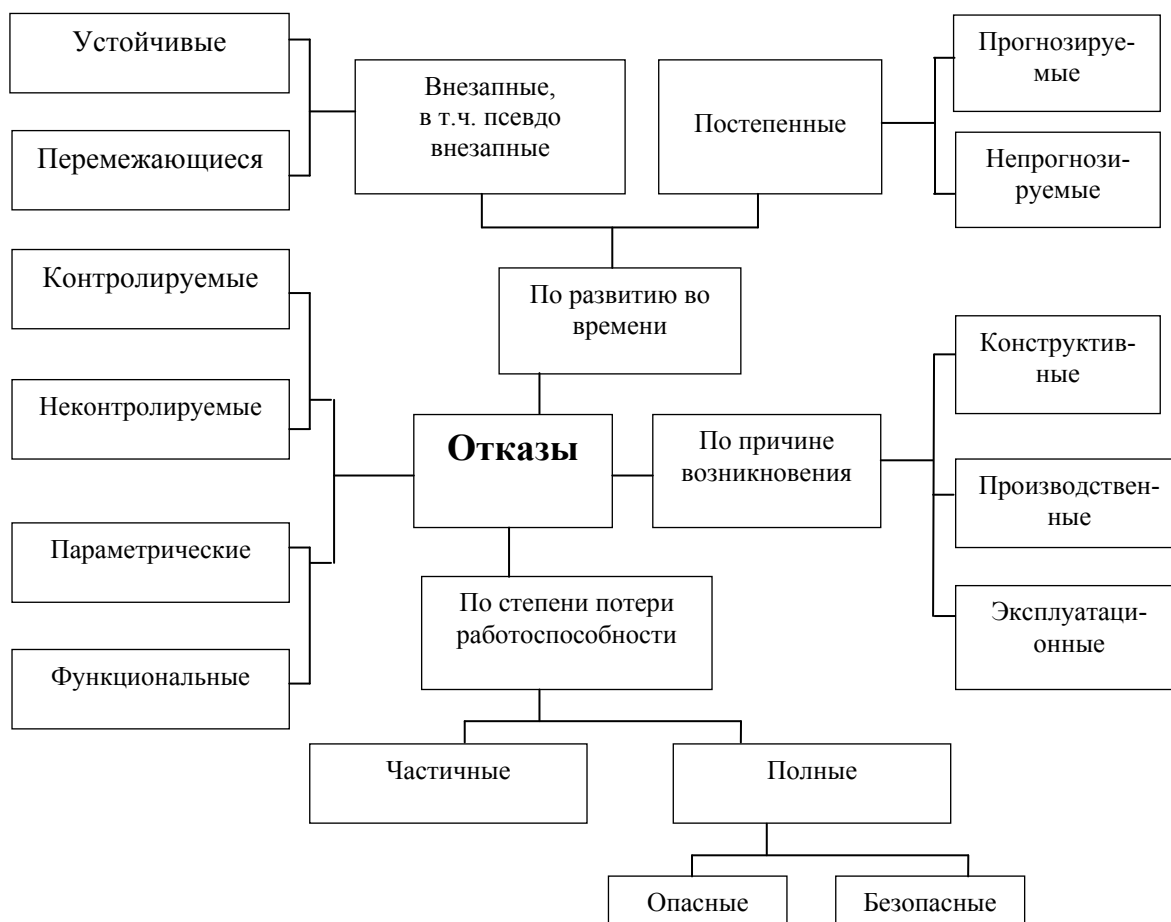 Устойчивые
Прогнозируе-
мые
Внезапные,
в т.ч. псевдо
внезапные
Постепенные
Перемежающиеся
Непрогнози-
руемые
Контролируемые
По развитию во
времени
Конструктив-
ные
Неконтролируемые
Отказы
По причине
возникновения
Производствен-
ные
Параметрические
По степени потери
работоспособности
Эксплуатаци-
онные
Функциональные
Частичные
Полные
Опасные
Безопасные